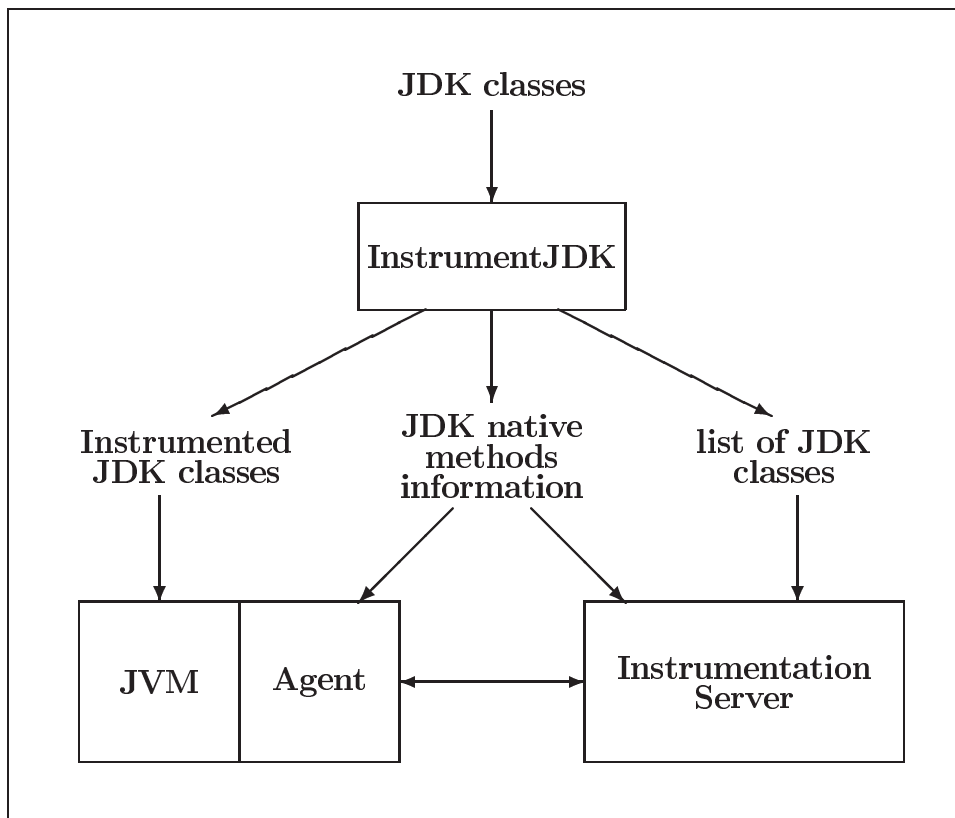 JDK classes
InstrumentJDK
Instrumented
JDK classes
JDK native
methods
information
list of JDK
classes
JVM
Agent
Instrumentation
Server